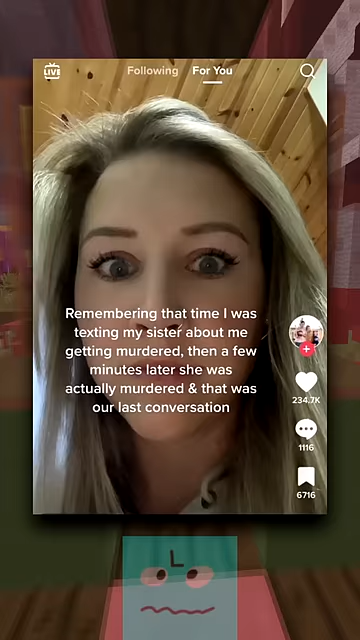 LIVE
Following For You
Remembering that time I was
texting my sister about me
getting murdered, then a few
minutes later she was
actually murdered & that was
our last conversation
234.7K
1116
6716